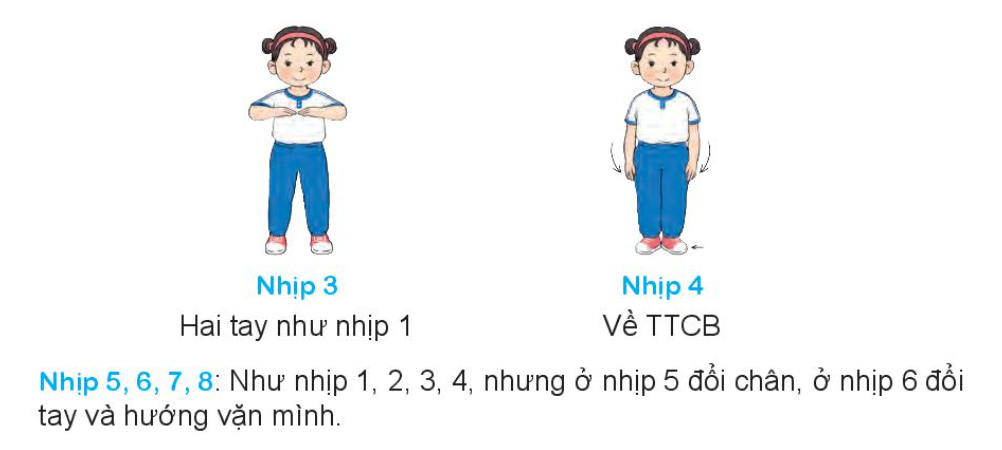 Nhịp 3
Nhịp 4
Hai tay như nhịp 1
Về TTCB
Nhịp 5, 6, 7, 8: Như nhịp 1, 2, 3, 4, nhưng ở nhịp 5 đổi chân, ở nhịp 6 đổi
tay và hướng vặn mình.